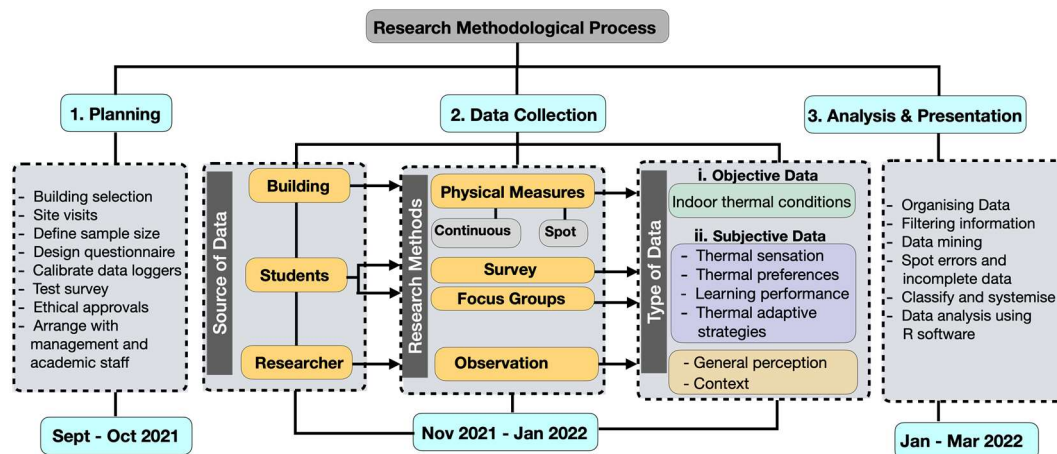 Research Methodological Process
1. Planning
2. Data Collection
3. Analysis & Presentation
- Building selection
- Site visits
- Define sample size
- Design questionnaire
- Calibrate data loggers
- Test survey
- Ethical approvals
- Arrange with
management and
academic staff
Source of Data
Building
Students
Researcher
Research Methods
Physical Measures
Continuous
Spot
Survey
Focus Groups
Observation
Type of Data
i. Objective Data
Indoor thermal conditions
ii. Subjective Data
- Thermal sensation
- Thermal preferences
- Learning performance
- Thermal adaptive
strategies
- General perception
- Context
- Organising Data
- Filtering information
- Data mining
- Spot errors and
incomplete data
- Classify and systemise
- Data analysis using
R software
Sept - Oct 2021
Nov 2021 - Jan 2022
Jan - Mar 2022